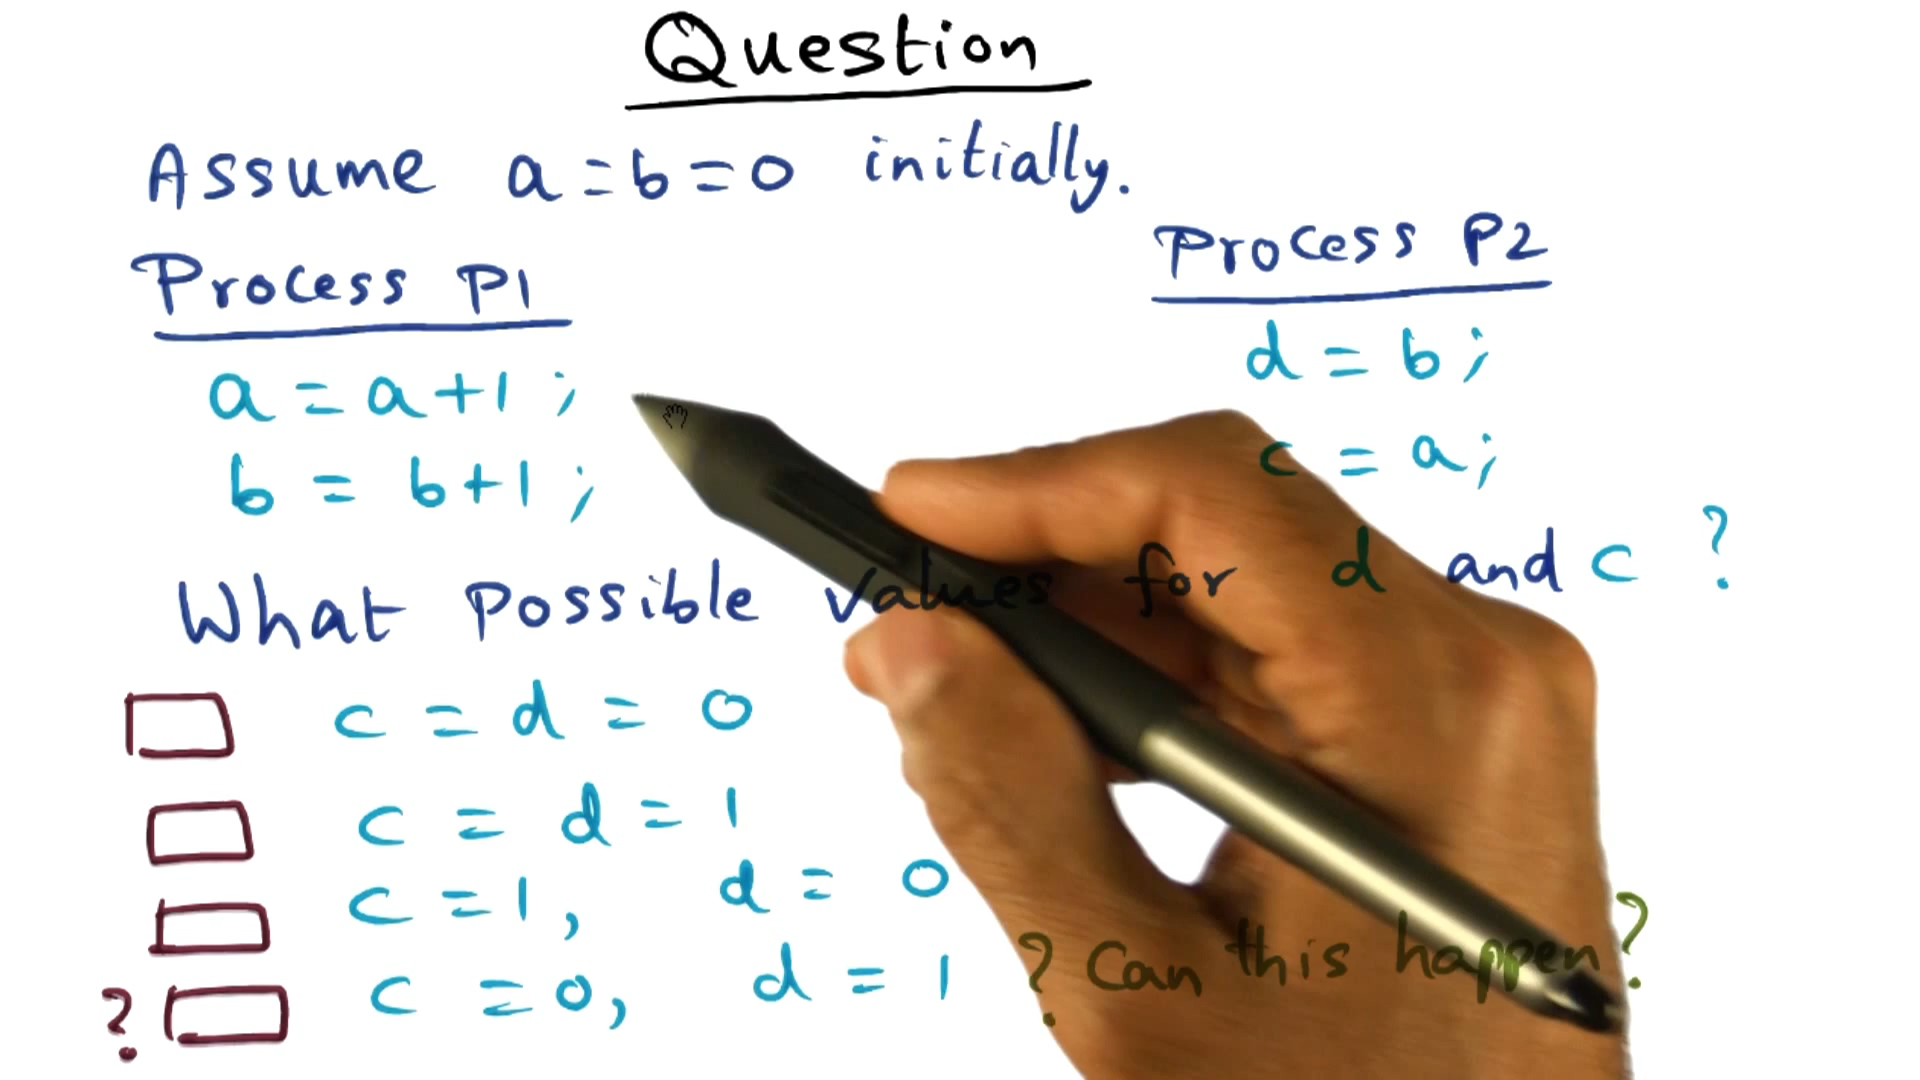 Question
Assume a = b = 0 initially.
Process P1
Process P2
a = a+1 ;
d = b ;
b = b+1 ;
c = a ;
What possible values for d and c ?
c = d = 0
c = d = 1
c = 1, d = 0
? c = 0, d = 1 ? Can this happen?